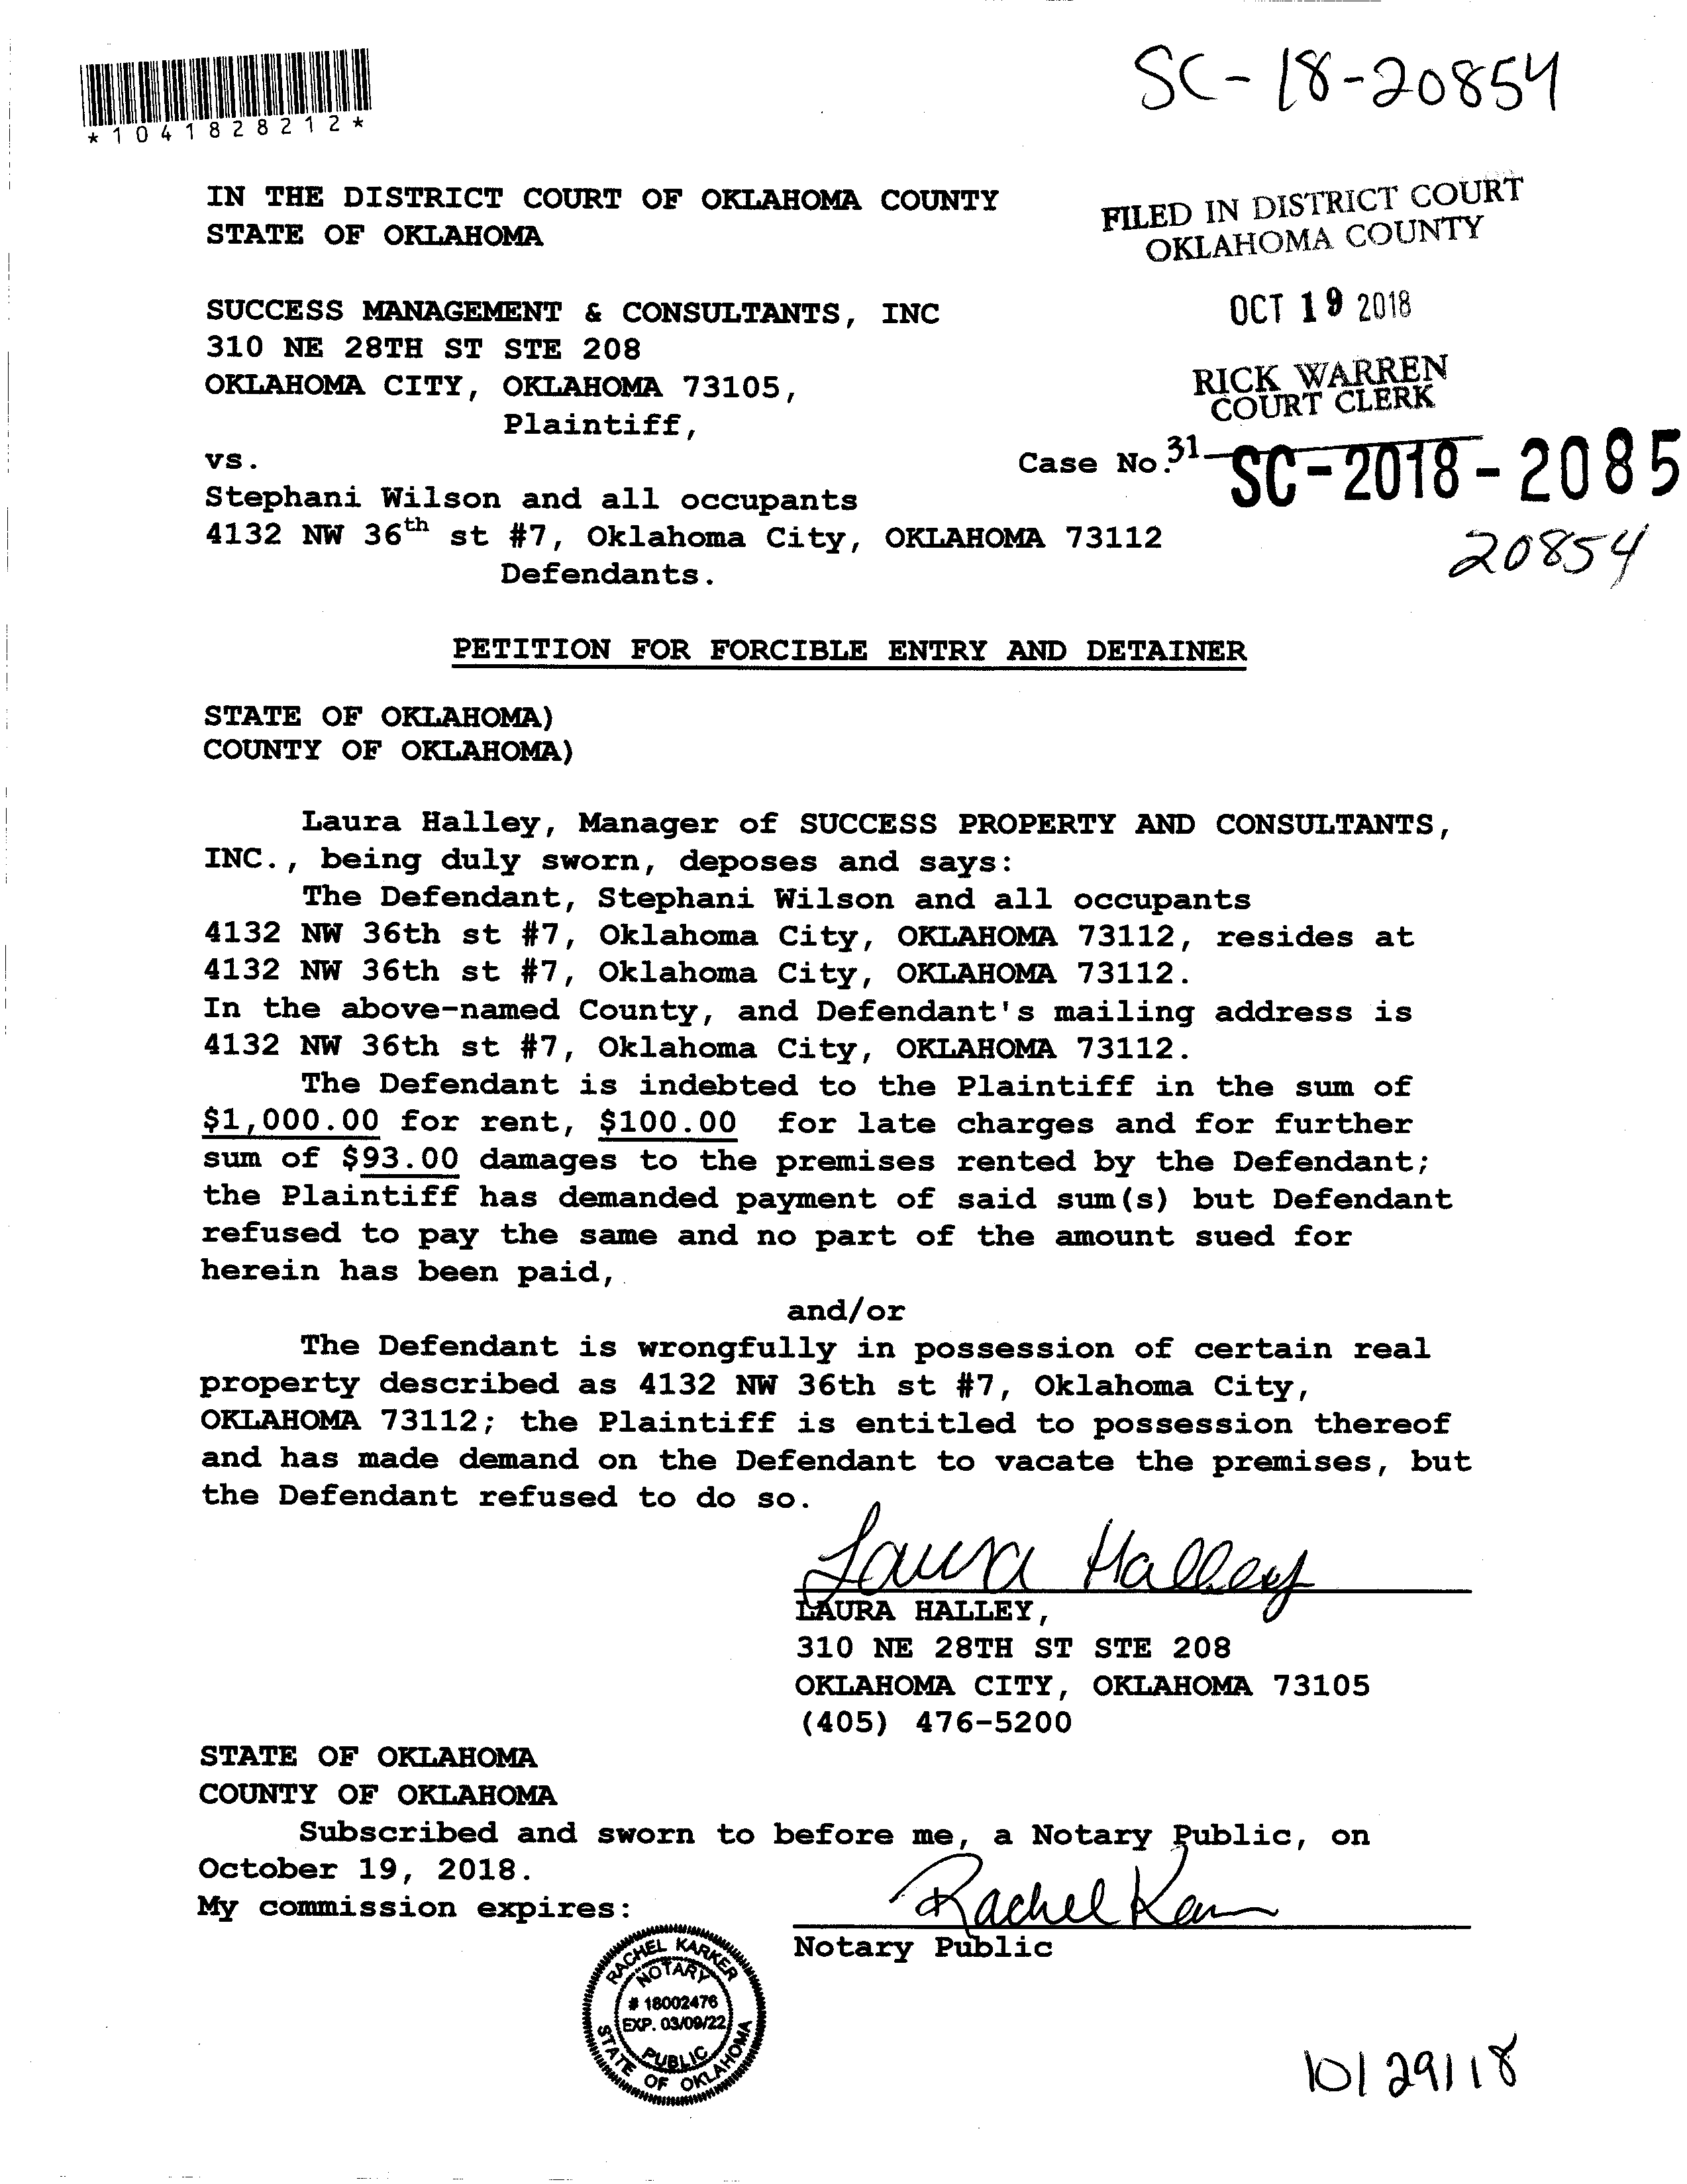 SC-18-20854
*1041828212*
IN THE DISTRICT COURT OF OKLAHOMA COUNTY
STATE OF OKLAHOMA
FILED IN DISTRICT COURT
OKLAHOMA COUNTY
OCT 19 2018
RICK WARREN
COURT CLERK
31
SUCCESS MANAGEMENT & CONSULTANTS, INC
310 NE 28TH ST STE 208
OKLAHOMA CITY, OKLAHOMA 73105,
Plaintiff,
vs.
Case No. SC-2018-2085
20854
Stephani Wilson and all occupants
4132 NW 36th st #7, Oklahoma City, OKLAHOMA 73112
Defendants.
PETITION FOR FORCIBLE ENTRY AND DETAINER
STATE OF OKLAHOMA)
COUNTY OF OKLAHOMA)
Laura Halley, Manager of SUCCESS PROPERTY AND CONSULTANTS,
INC., being duly sworn, deposes and says:
The Defendant, Stephani Wilson and all occupants
4132 NW 36th st #7, Oklahoma City, OKLAHOMA 73112, resides at
4132 NW 36th st #7, Oklahoma City, OKLAHOMA 73112.
In the above-named County, and Defendant's mailing address is
4132 NW 36th st #7, Oklahoma City, OKLAHOMA 73112.
The Defendant is indebted to the Plaintiff in the sum of
$1,000.00 for rent, $100.00 for late charges and for further
sum of $93.00 damages to the premises rented by the Defendant;
the Plaintiff has demanded payment of said sum(s) but Defendant
refused to pay the same and no part of the amount sued for
herein has been paid,
and/or
The Defendant is wrongfully in possession of certain real
property described as 4132 NW 36th st #7, Oklahoma City,
OKLAHOMA 73112; the Plaintiff is entitled to possession thereof
and has made demand on the Defendant to vacate the premises, but
the Defendant refused to do so.
Laura Halley
LAURA HALLEY,
310 NE 28TH ST STE 208
OKLAHOMA CITY, OKLAHOMA 73105
(405) 476-5200
STATE OF OKLAHOMA
COUNTY OF OKLAHOMA
Subscribed and sworn to before me, a Notary Public, on
October 19, 2018.
My commission expires:
Rachel
Notary Public
RACHEL KARKER
NOTARY
# 18002476
EXP. 03/09/22
PUBLIC
STATE OF OKLAHOMA
10/29/18